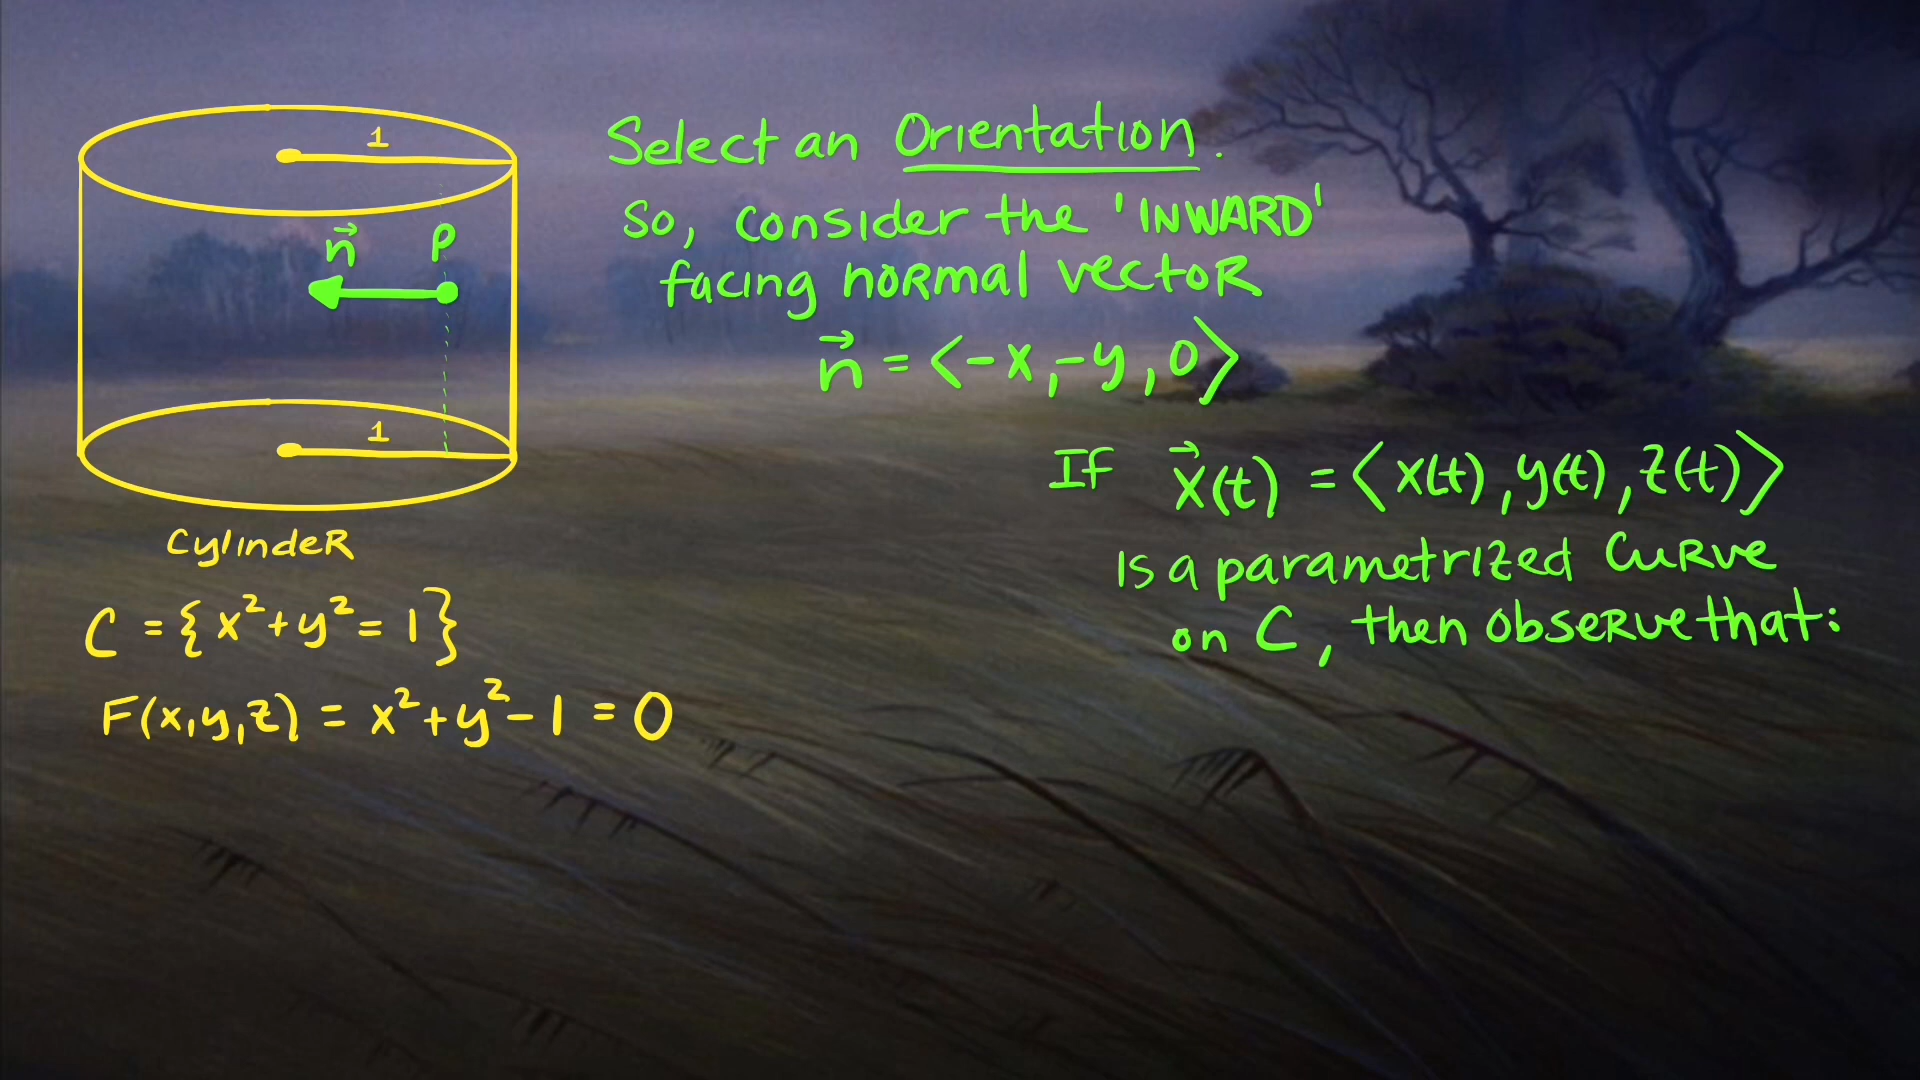 1
n⃗ P
1
Cylinder
C = {x²+y²= 1}
F(x,y,z) = x²+y²-1 = 0
Select an Orientation.
So, consider the 'INWARD'
facing normal vector
n⃗ = <-x,-y,0>
If x⃗(t) = <x(t),y(t),z(t)>
is a parametrized curve
on C, then observe that: